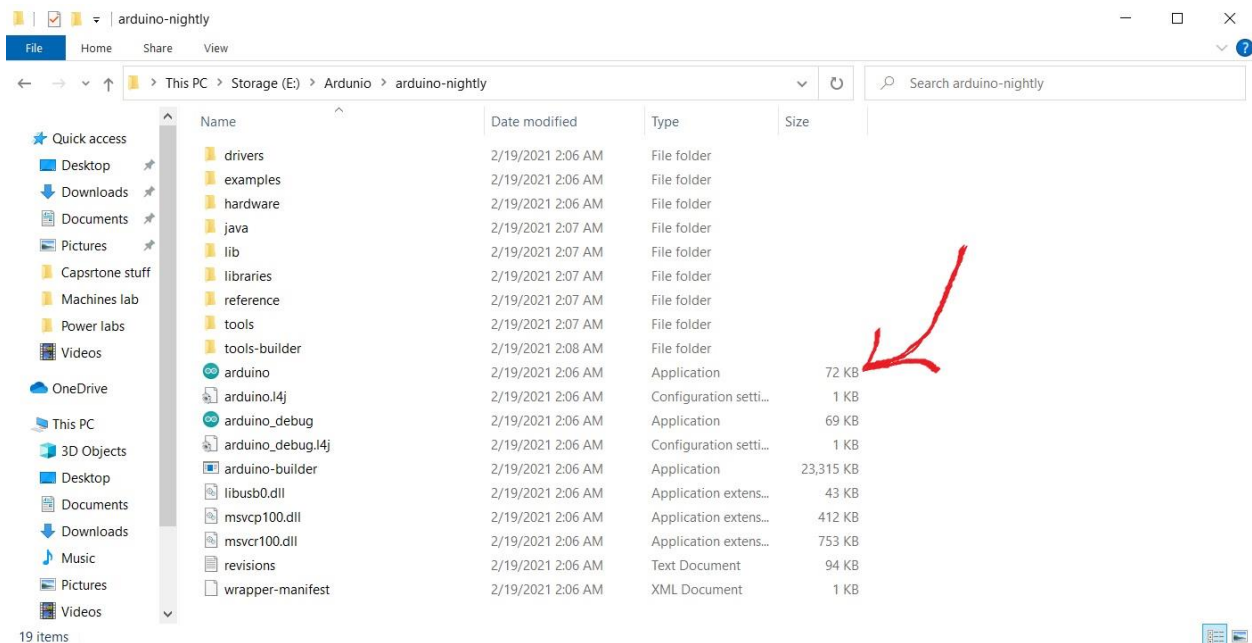 arduino-nightly
File Home Share View
This PC > Storage (E:) > Ardunio > arduino-nightly
Search arduino-nightly
Quick access
Desktop
Downloads
Documents
Pictures
Capsrtone stuff
Machines lab
Power labs
Videos
OneDrive
This PC
3D Objects
Desktop
Documents
Downloads
Music
Pictures
Videos
Name Date modified Type Size
drivers 2/19/2021 2:06 AM File folder
examples 2/19/2021 2:06 AM File folder
hardware 2/19/2021 2:06 AM File folder
java 2/19/2021 2:07 AM File folder
lib 2/19/2021 2:07 AM File folder
libraries 2/19/2021 2:07 AM File folder
reference 2/19/2021 2:07 AM File folder
tools 2/19/2021 2:07 AM File folder
tools-builder 2/19/2021 2:08 AM File folder
arduino 2/19/2021 2:06 AM Application 72 KB
arduino.l4j 2/19/2021 2:06 AM Configuration setti... 1 KB
arduino_debug 2/19/2021 2:06 AM Application 69 KB
arduino_debug.l4j 2/19/2021 2:06 AM Configuration setti... 1 KB
arduino-builder 2/19/2021 2:06 AM Application 23,315 KB
libusb0.dll 2/19/2021 2:06 AM Application extens... 43 KB
msvcp100.dll 2/19/2021 2:06 AM Application extens... 412 KB
msvcr100.dll 2/19/2021 2:06 AM Application extens... 753 KB
revisions 2/19/2021 2:06 AM Text Document 94 KB
wrapper-manifest 2/19/2021 2:06 AM XML Document 1 KB
19 items